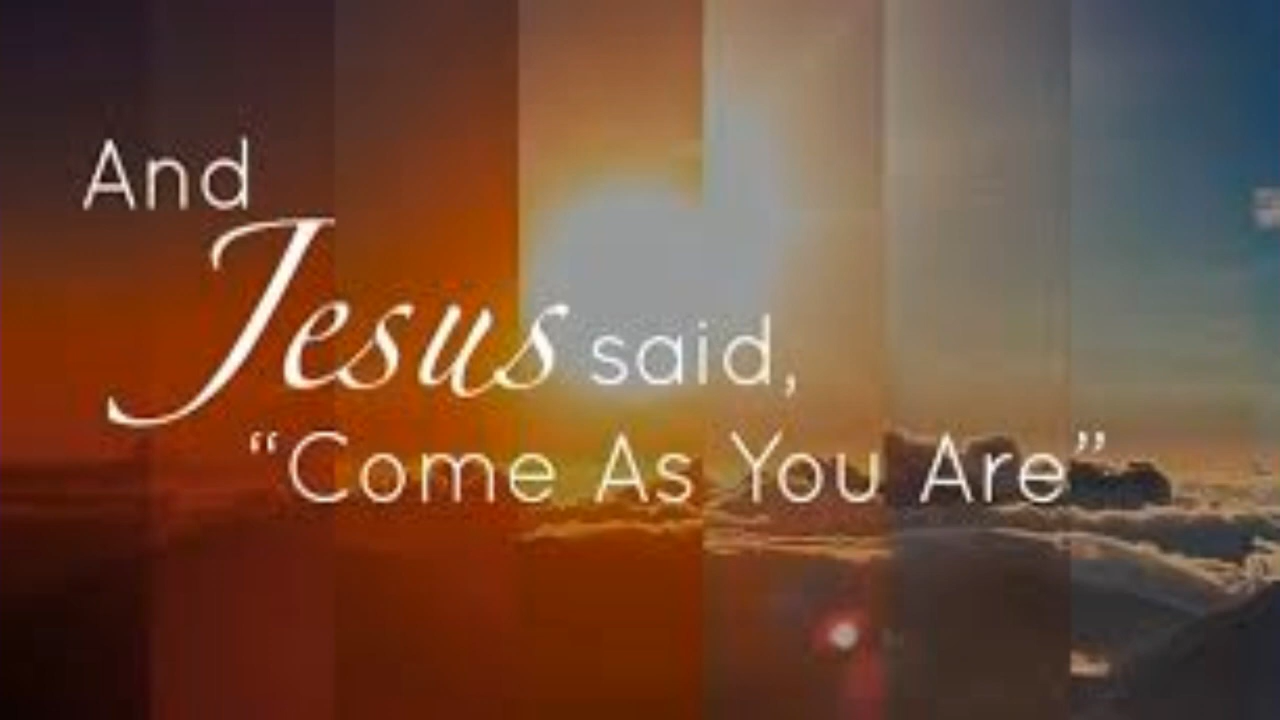 And
Jesus said,
“Come As You Are”